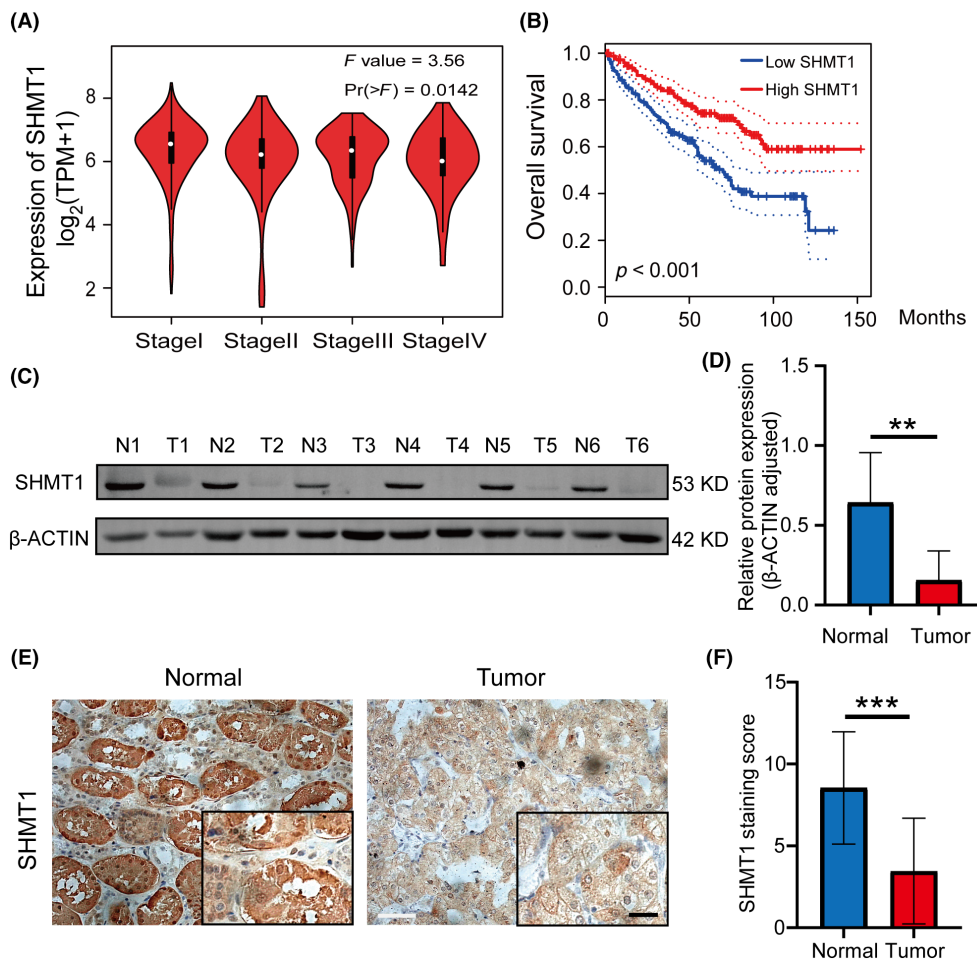 (A)
F value = 3.56
Pr(>F) = 0.0142
Expression of SHMT1
log₂(TPM+1)
8
6
4
2
StageI StageII StageIII StageIV
(B)
Low SHMT1
High SHMT1
Overall survival
1.0
0.8
0.6
0.4
0.2
0.0
p < 0.001
0 50 100 150 Months
(C)
N1 T1 N2 T2 N3 T3 N4 T4 N5 T5 N6 T6
SHMT1 53 KD
β-ACTIN 42 KD
(D)
Relative protein expression
(β-ACTIN adjusted)
1.5
1.0
0.5
0.0
**
Normal Tumor
(E)
Normal Tumor
SHMT1
(F)
SHMT1 staining score
15
10
5
0
***
Normal Tumor